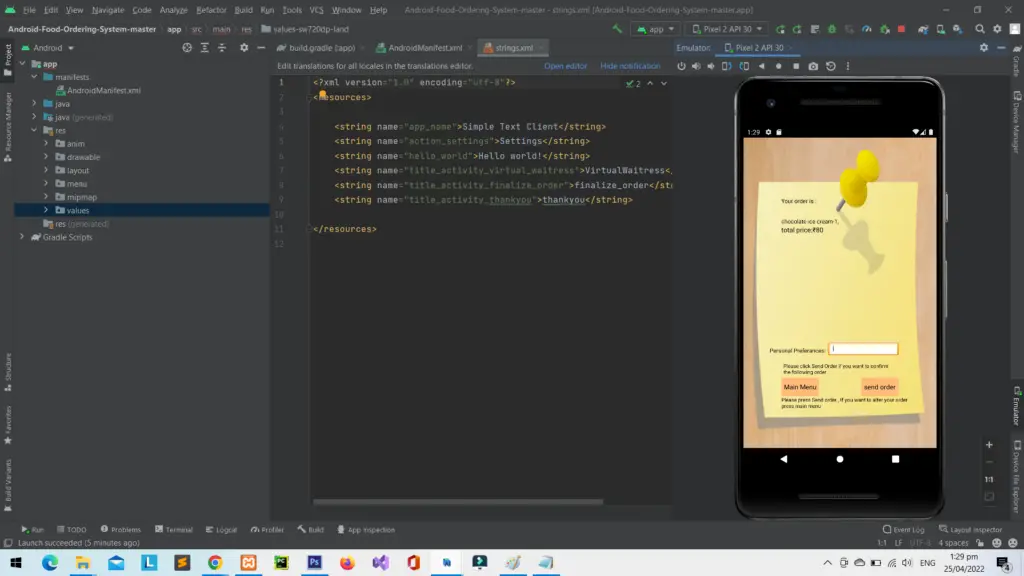 File Edit View Navigate Code Analyze Refactor Build Run Tools VCS Window Help Android-Food-Ordering-System-master - strings.xml [Android-Food-Ordering-System-master.app]
Android-Food-Ordering-System-master app src main res values-sw720dp-land
app Pixel 2 API 30
Android
build.gradle (app) AndroidManifest.xml strings.xml
Emulator: Pixel 2 API 30
Edit translations for all locales in the translations editor. Open editor Hide notification
app
manifests
AndroidManifest.xml
java
java (generated)
res
anim
drawable
layout
menu
mipmap
values
res (generated)
Gradle Scripts
1 <?xml version="1.0" encoding="utf-8"?>
2 <resources>
<string name="app_name">Simple Text Client</string>
<string name="action_settings">Settings</string>
<string name="hello_world">Hello world!</string>
<string name="title_activity_virtual_waitress">VirtualWaitress<
<string name="title_activity_finalize_order">finalize_order</st
<string name="title_activity_thankyou">thankyou</string>
10
11 </resources>
12
2
Project
Resource Manager
Structure
Favorites
Build Variants
Gradle
Device Manager
Emulator
Device File Explorer
1:29
Your order is :
chocolate ice cream 1,
total price:₹80
Personal Preferences:
Please click Send Order if you want to confirm
the following order
Main Menu send order
Please press Send order, If you want to alter your order
press main menu
1:1
Run TODO Problems Terminal Logcat Profiler Build App Inspection Event Log Layout Inspector
Launch succeeded (5 minutes ago) 1:1 LF UTF-8 4 spaces
ENG
1:29 pm
25/04/2022
4